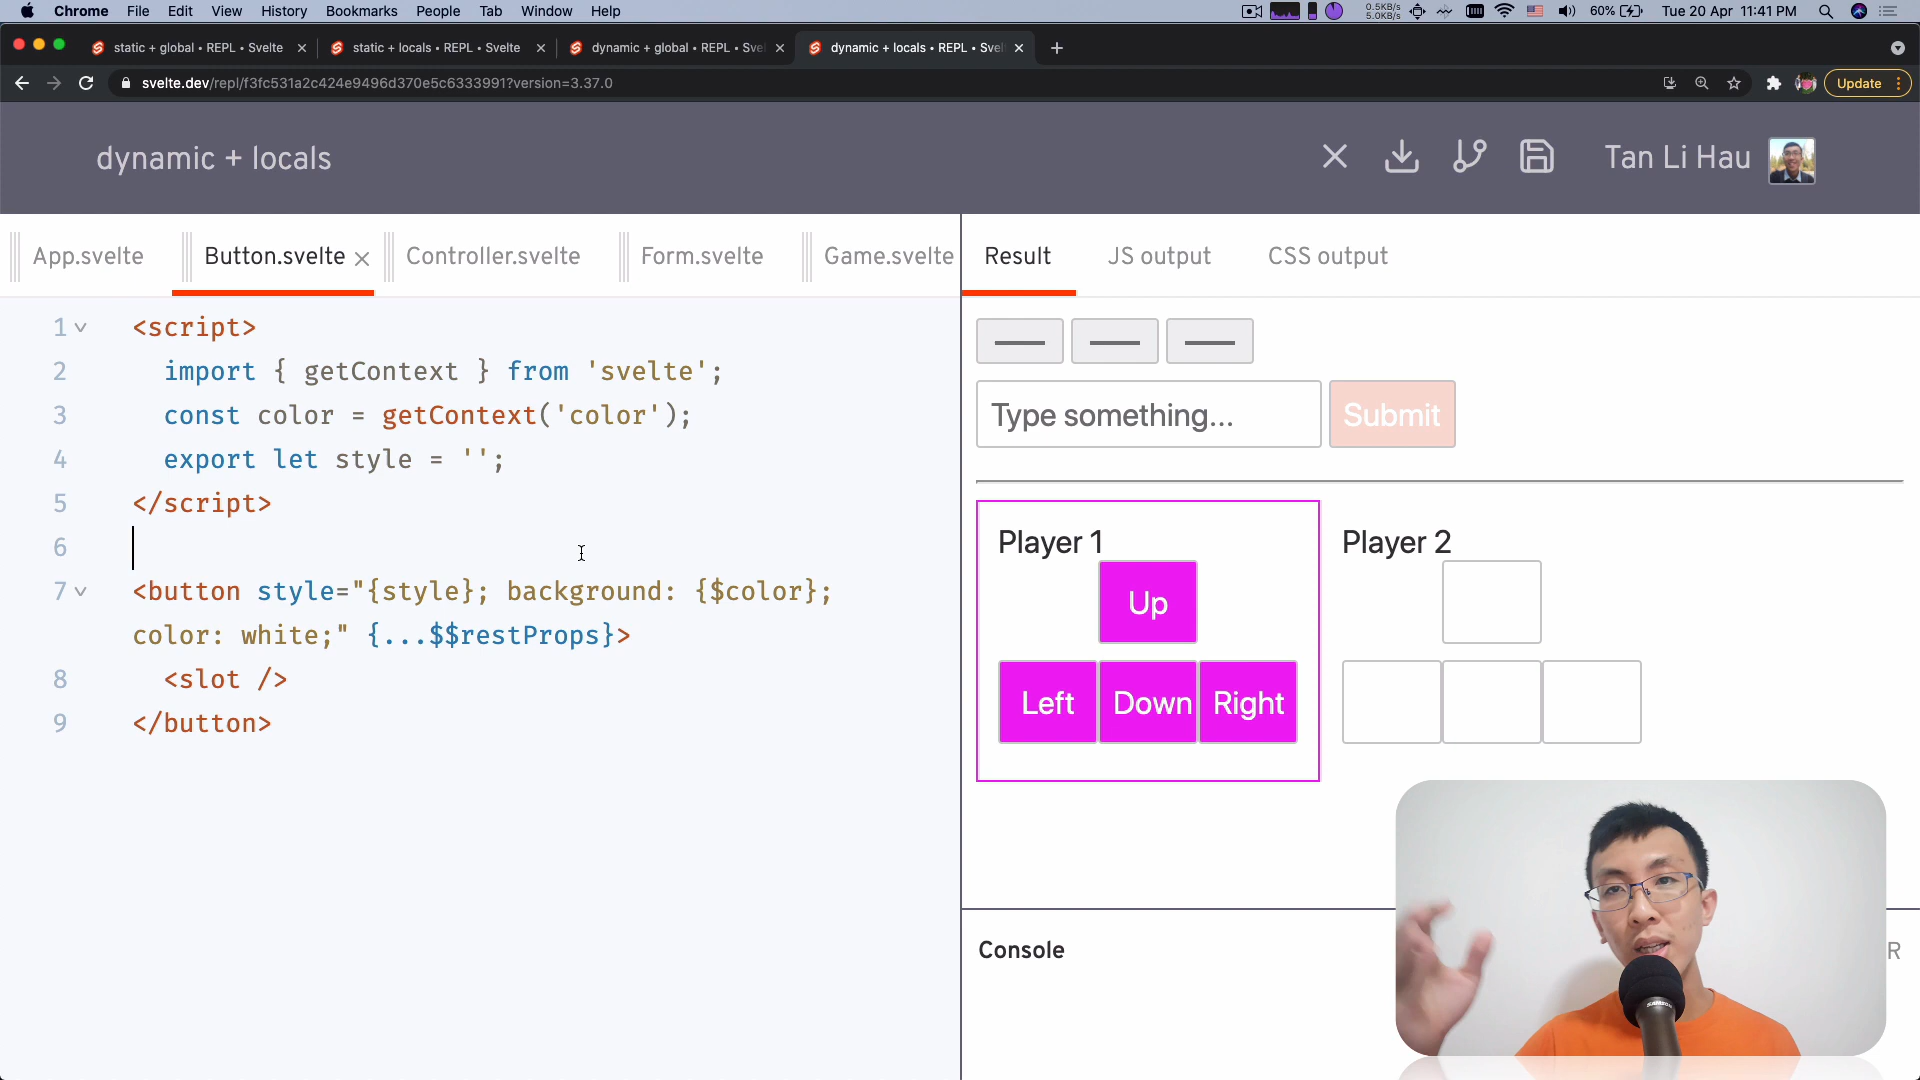 Chrome File Edit View History Bookmarks People Tab Window Help
0.5KB/s
5.0KB/s
60%
Tue 20 Apr 11:41 PM
static + global • REPL • Svelte
static + locals • REPL • Svelte
dynamic + global • REPL • Sve
dynamic + locals • REPL • Sve
svelte.dev/repl/f3fc531a2c424e9496d370e5c6333991?version=3.37.0
Update
dynamic + locals
Tan Li Hau
App.svelte
Button.svelte
Controller.svelte
Form.svelte
Game.svelte
1 <script>
2 import { getContext } from 'svelte';
3 const color = getContext('color');
4 export let style = '';
5 </script>
6
7 <button style="{style}; background: {$color};
color: white;" {...$$restProps}>
8 <slot />
9 </button>
Result
JS output
CSS output
Type something...
Submit
Player 1
Up
Left
Down
Right
Player 2
Console
R
SAMSON